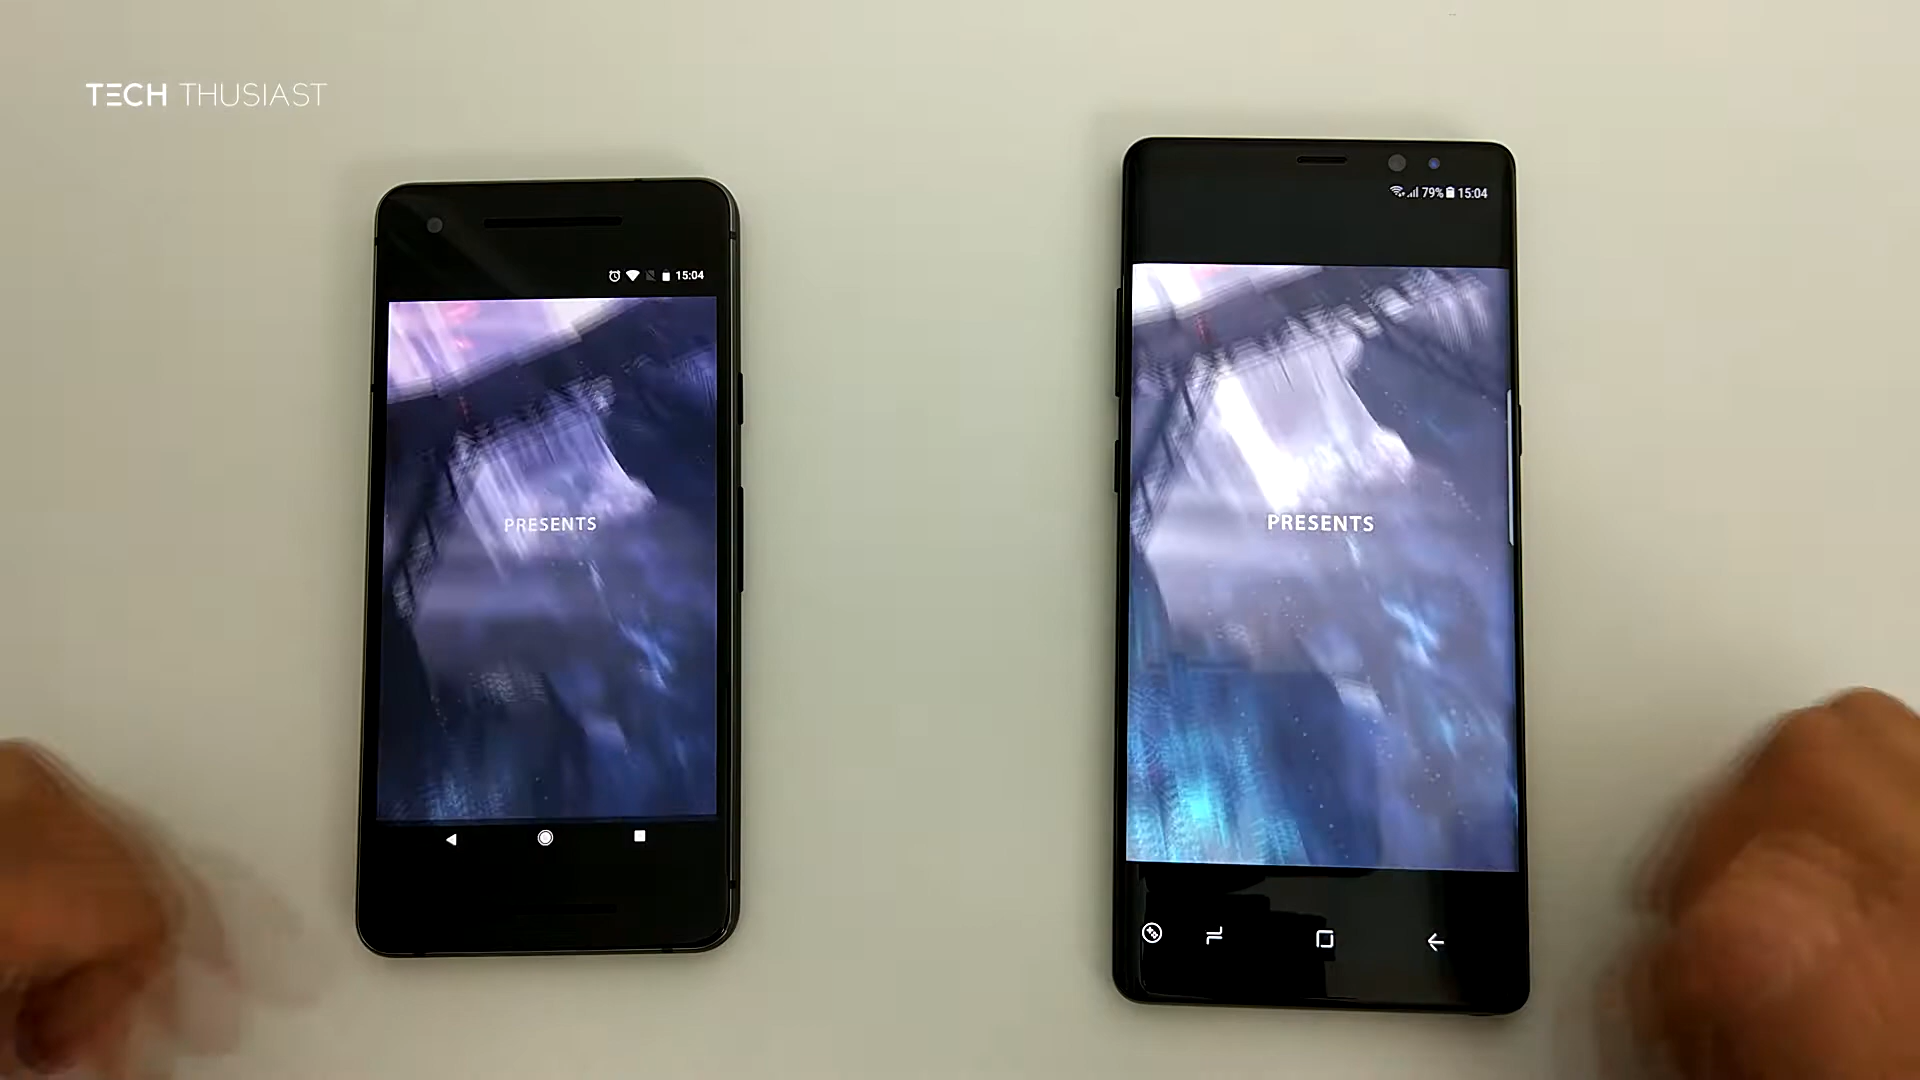 TECH THUSIAST
15:04
79% 15:04
PRESENTS
PRESENTS